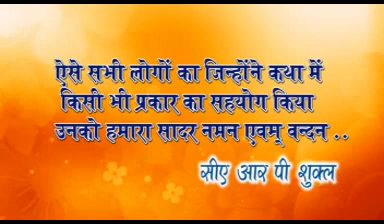 ऐसे सभी लोगों का जिन्होंने कथा में
किसी भी प्रकार का सहयोग किया
उनको हमारा सादर नमन एवम् वन्दन ..
सीए आर पी शुक्ल